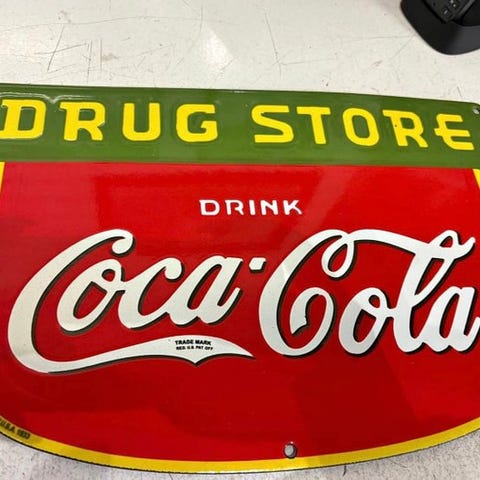 DRUG STORE
DRINK
Coca-Cola
TRADE MARK
REG. U.S. PAT. OFF